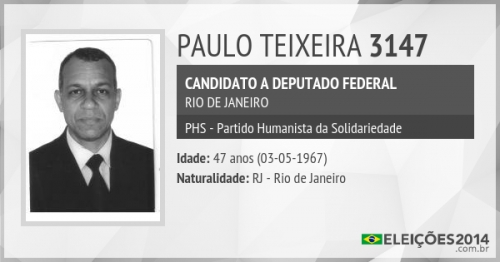 PAULO TEIXEIRA 3147
CANDIDATO A DEPUTADO FEDERAL
RIO DE JANEIRO
PHS - Partido Humanista da Solidariedade
Idade: 47 anos (03-05-1967)
Naturalidade: RJ - Rio de Janeiro
ELEIÇÕES2014
.com.br